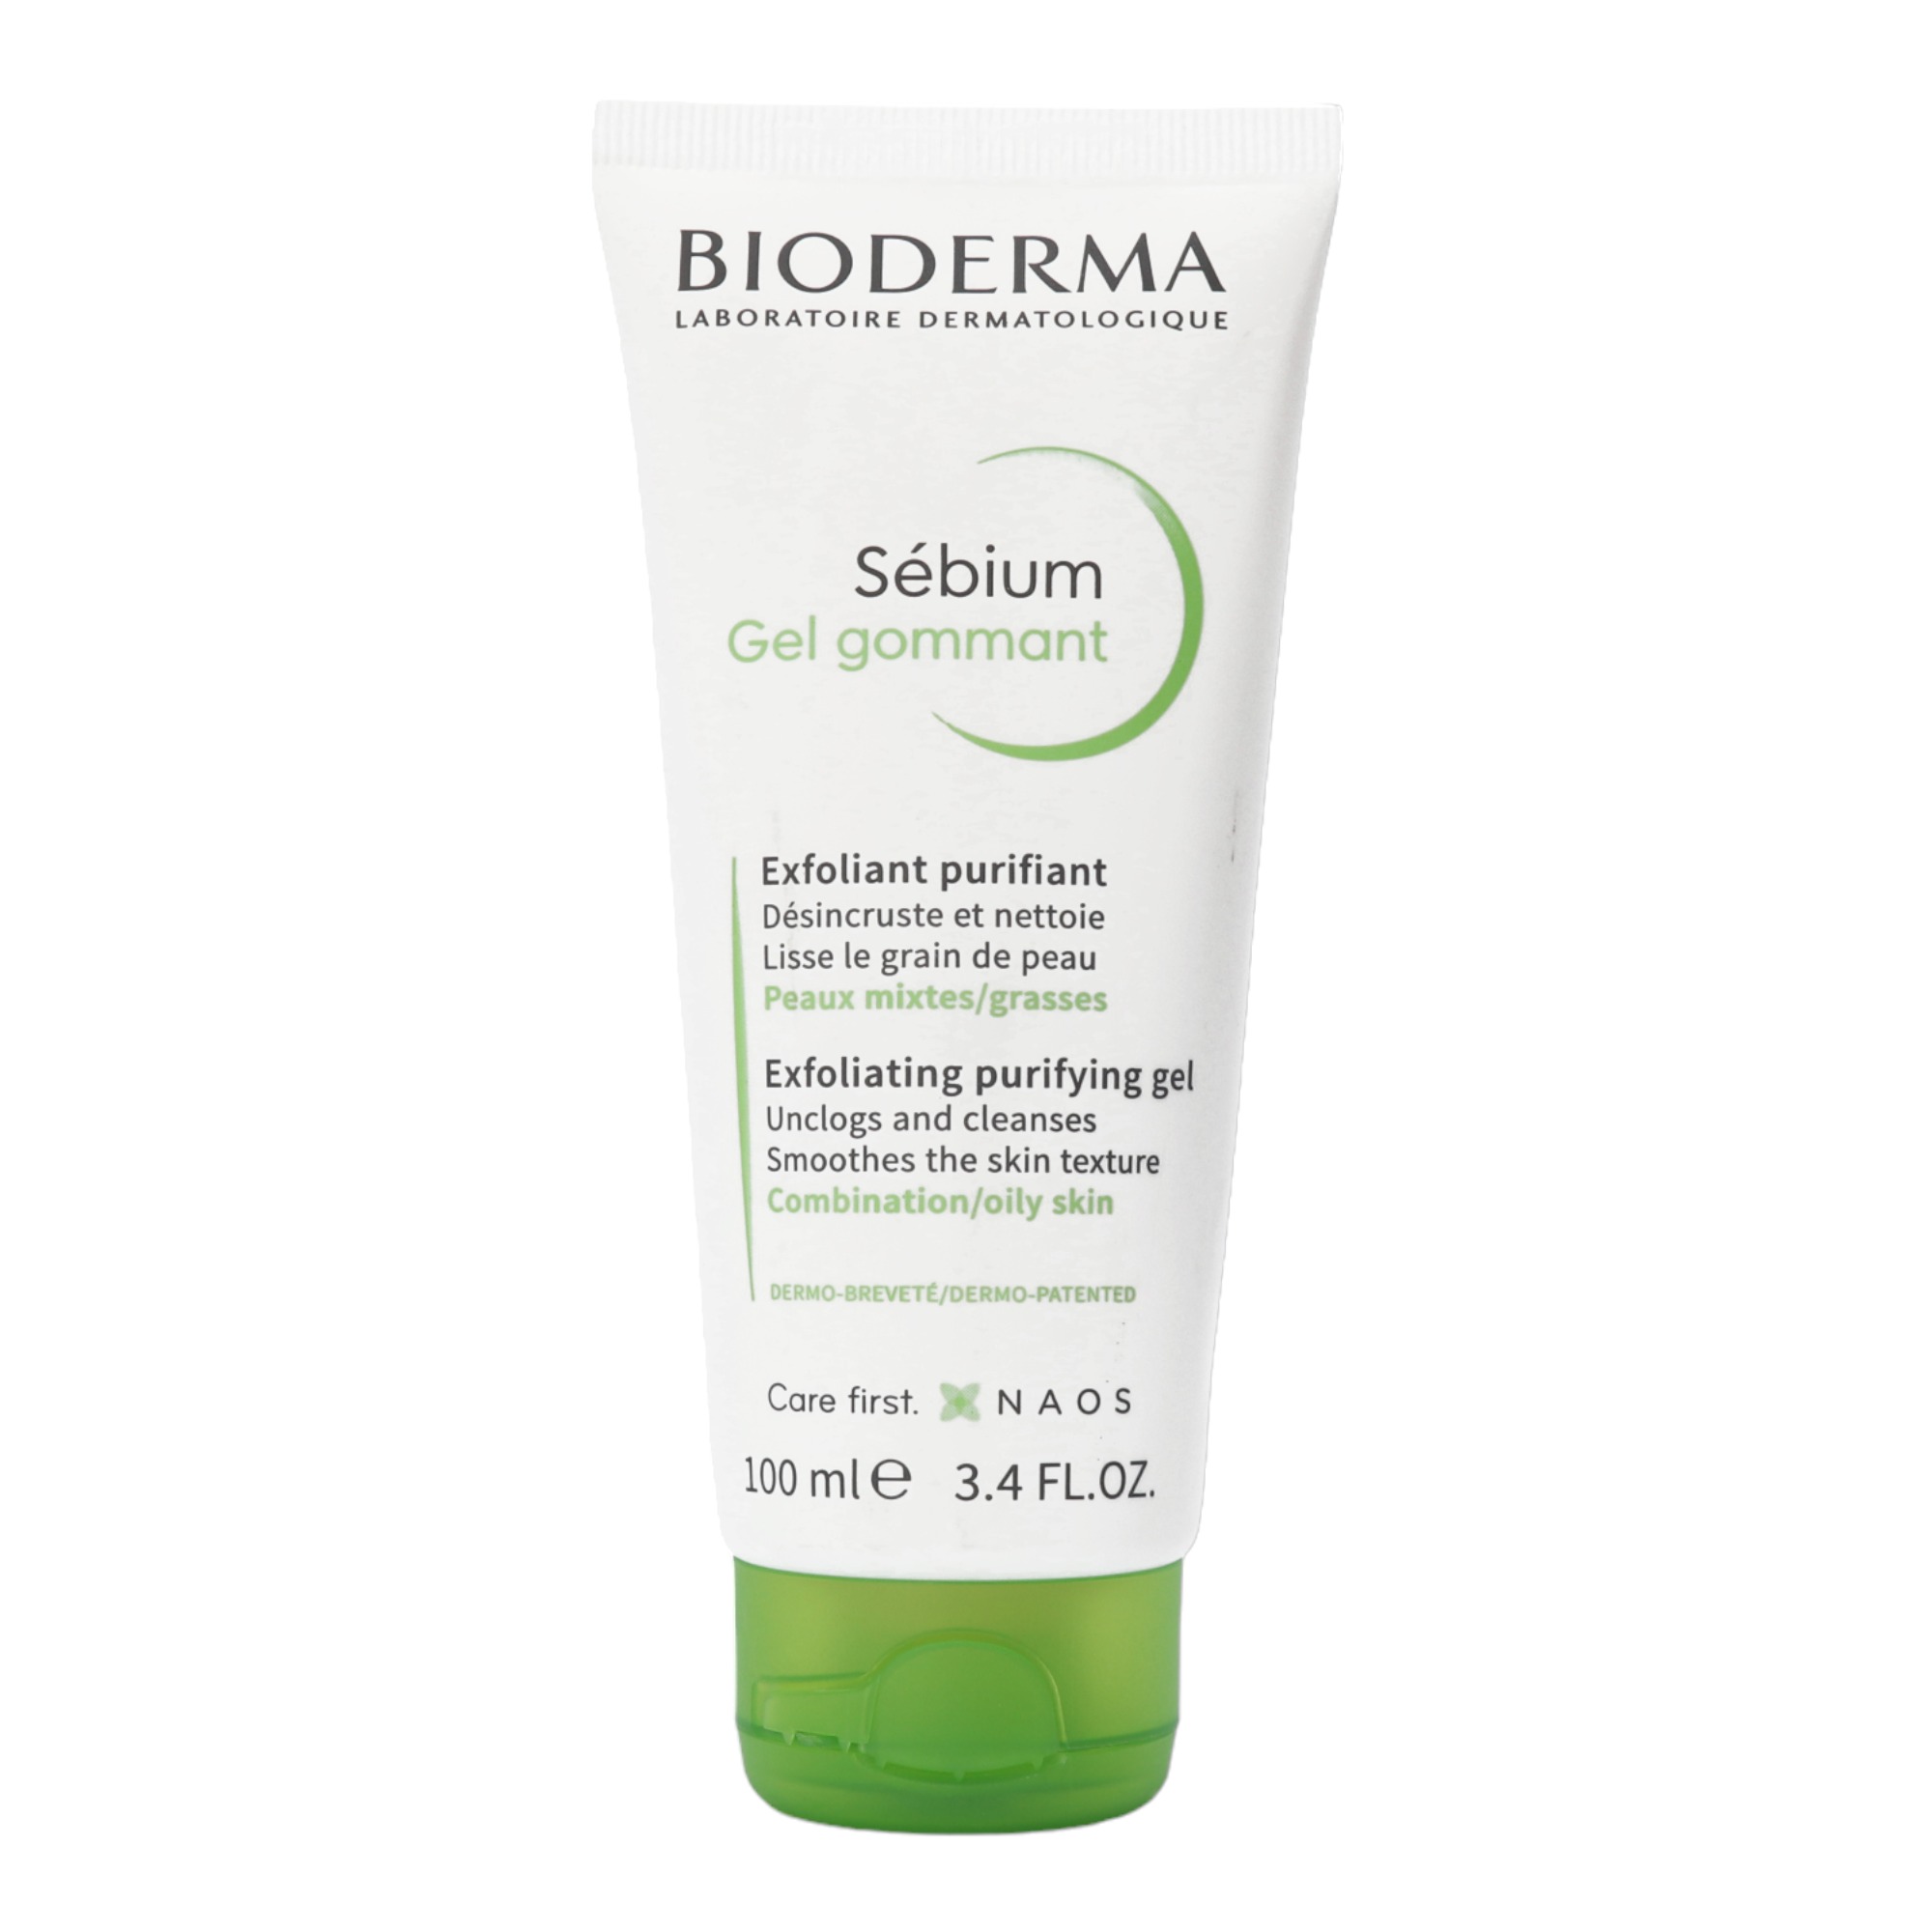 BIODERMA
LABORATOIRE DERMATOLOGIQUE
Sébium
Gel gommant
Exfoliant purifiant
Désincruste et nettoie
Lisse le grain de peau
Peaux mixtes/grasses
Exfoliating purifying gel
Unclogs and cleanses
Smoothes the skin texture
Combination/oily skin
DERMO-BREVETÉ/DERMO-PATENTED
Care first. NAOS
100 ml ℮ 3.4 FL.OZ.